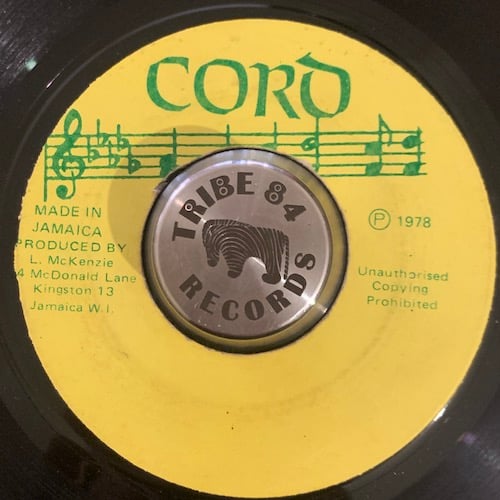 CORD
MADE IN
JAMAICA
PRODUCED BY
L. McKenzie
4 McDonald Lane
Kingston 13
Jamaica W.I.
TRIBE 84
RECORDS
Ⓟ 1978
Unauthorised
Copying
Prohibited